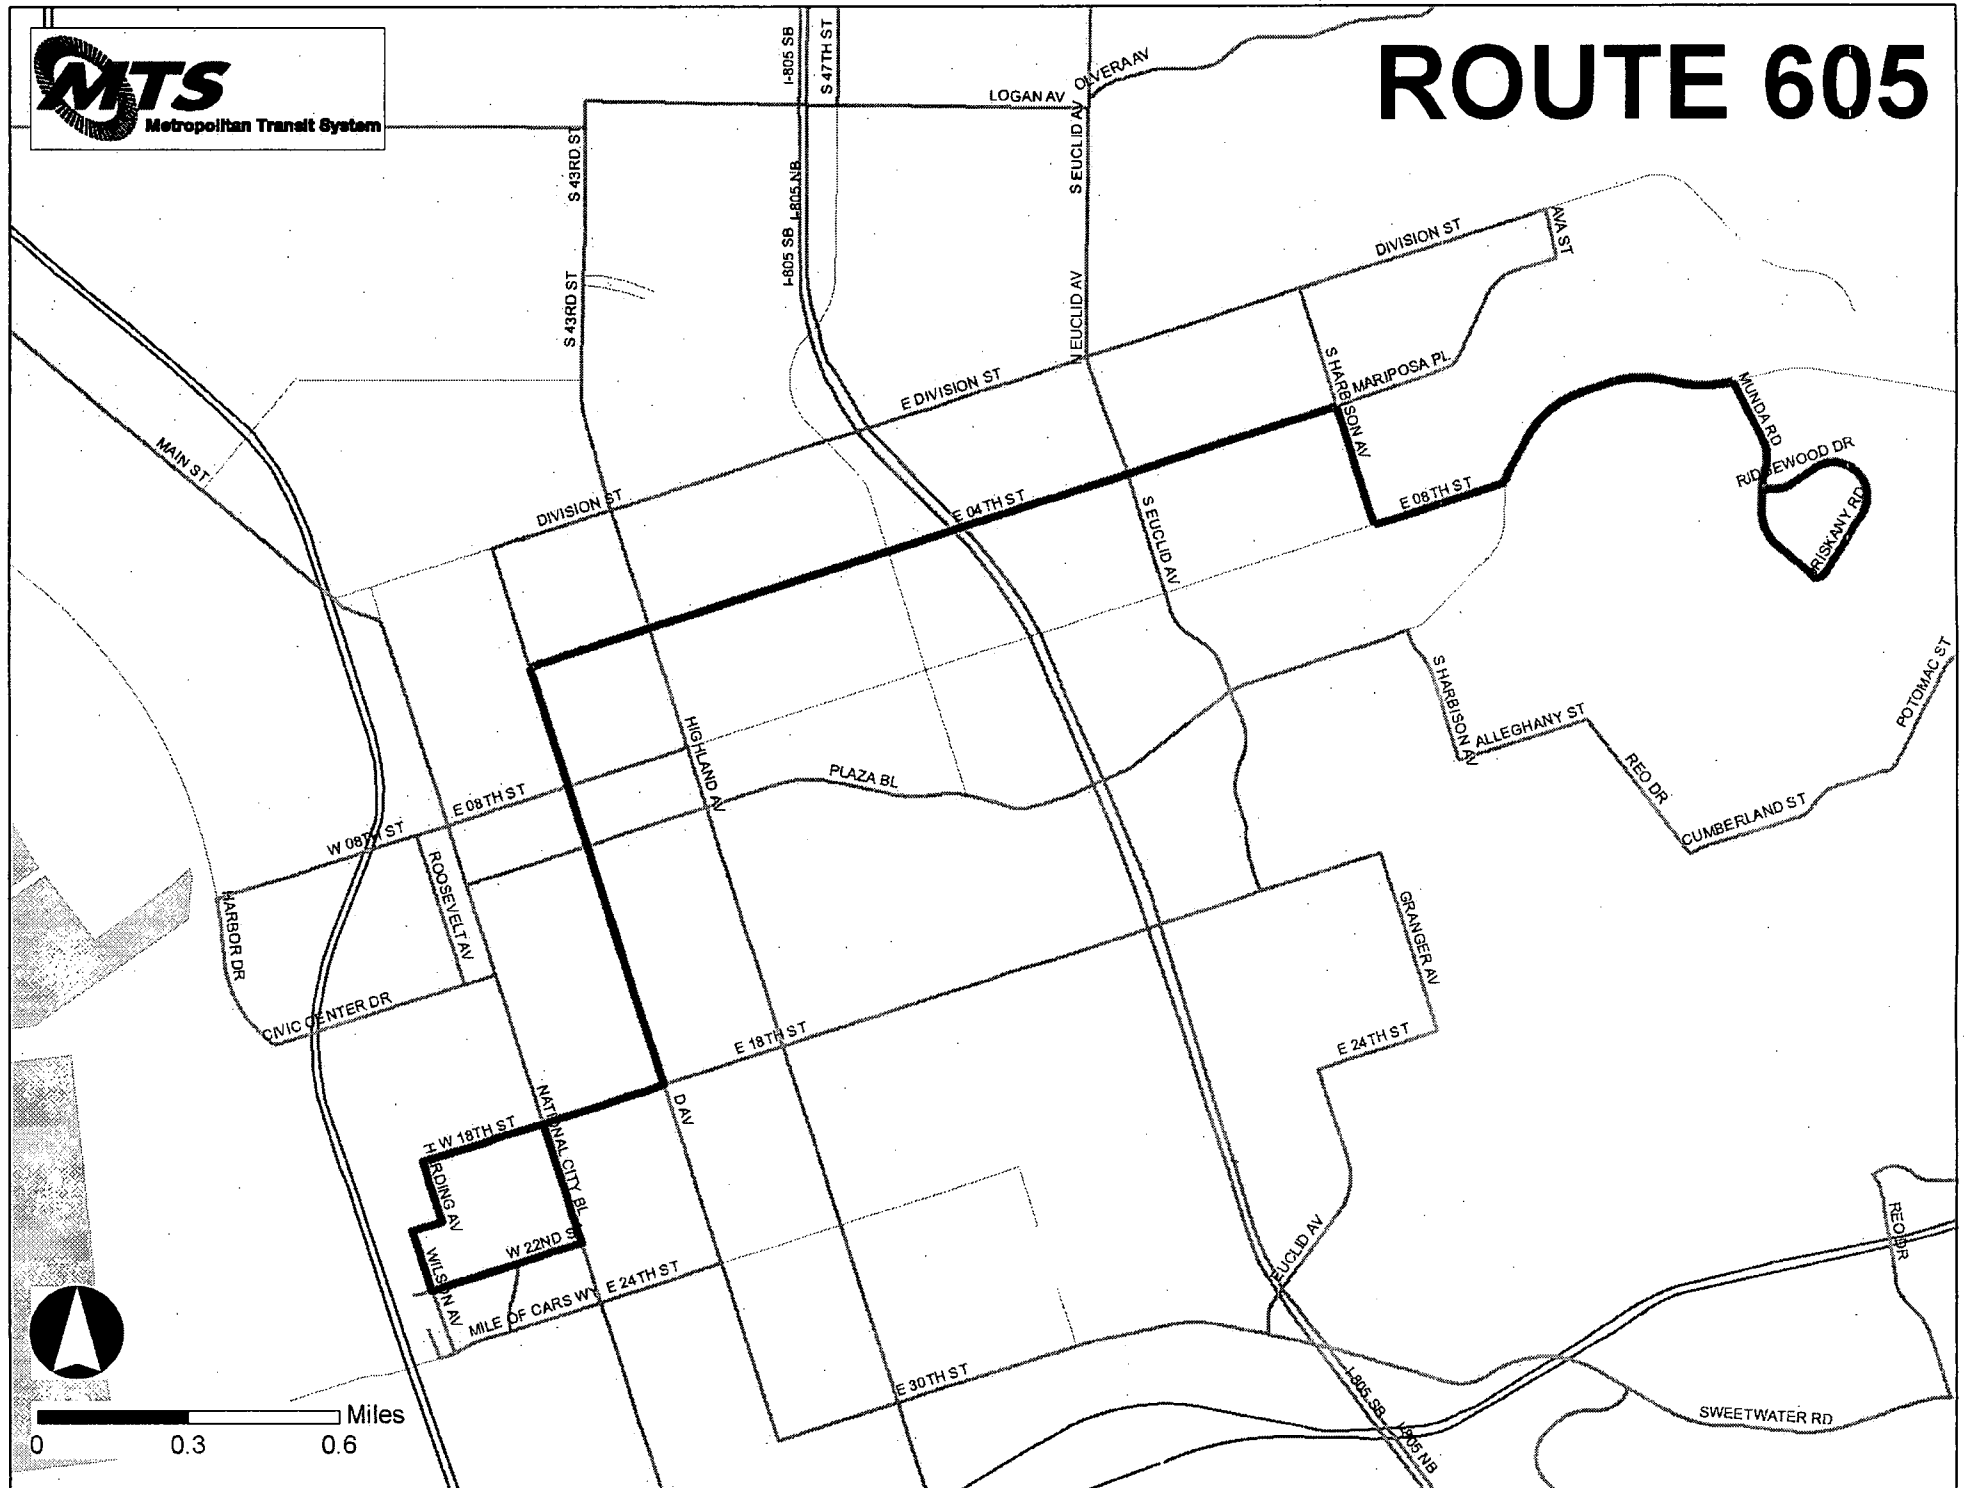 MTS
Metropolitan Transit System
ROUTE 605
I-805 SB
S 47TH ST
LOGAN AV
OLVERA AV
S EUCLID AV
S 43RD ST
I-805 NB
I-805 SB
S 43RD ST
N EUCLID AV
DIVISION ST
AVA ST
E DIVISION ST
S HARBISON AV
MARIPOSA PL
MUNDA RD
RIDGEWOOD DR
MAIN ST
DIVISION ST
E 04TH ST
S EUCLID AV
E 08TH ST
RISKANY RD
POTOMAC ST
S HARBISON AV
ALLEGHANY ST
REO DR
CUMBERLAND ST
HIGHLAND AV
PLAZA BL
E 08TH ST
W 08TH ST
ROOSEVELT AV
HARBOR DR
CIVIC CENTER DR
GRANGER AV
E 18TH ST
E 24TH ST
NATIONAL CITY BL
D AV
W 18TH ST
HARDING AV
W 22ND ST
WILSON AV
MILE OF CARS WY
E 24TH ST
EUCLID AV
REO DR
E 30TH ST
I-805 SB
I-805 NB
SWEETWATER RD
Miles
0 0.3 0.6